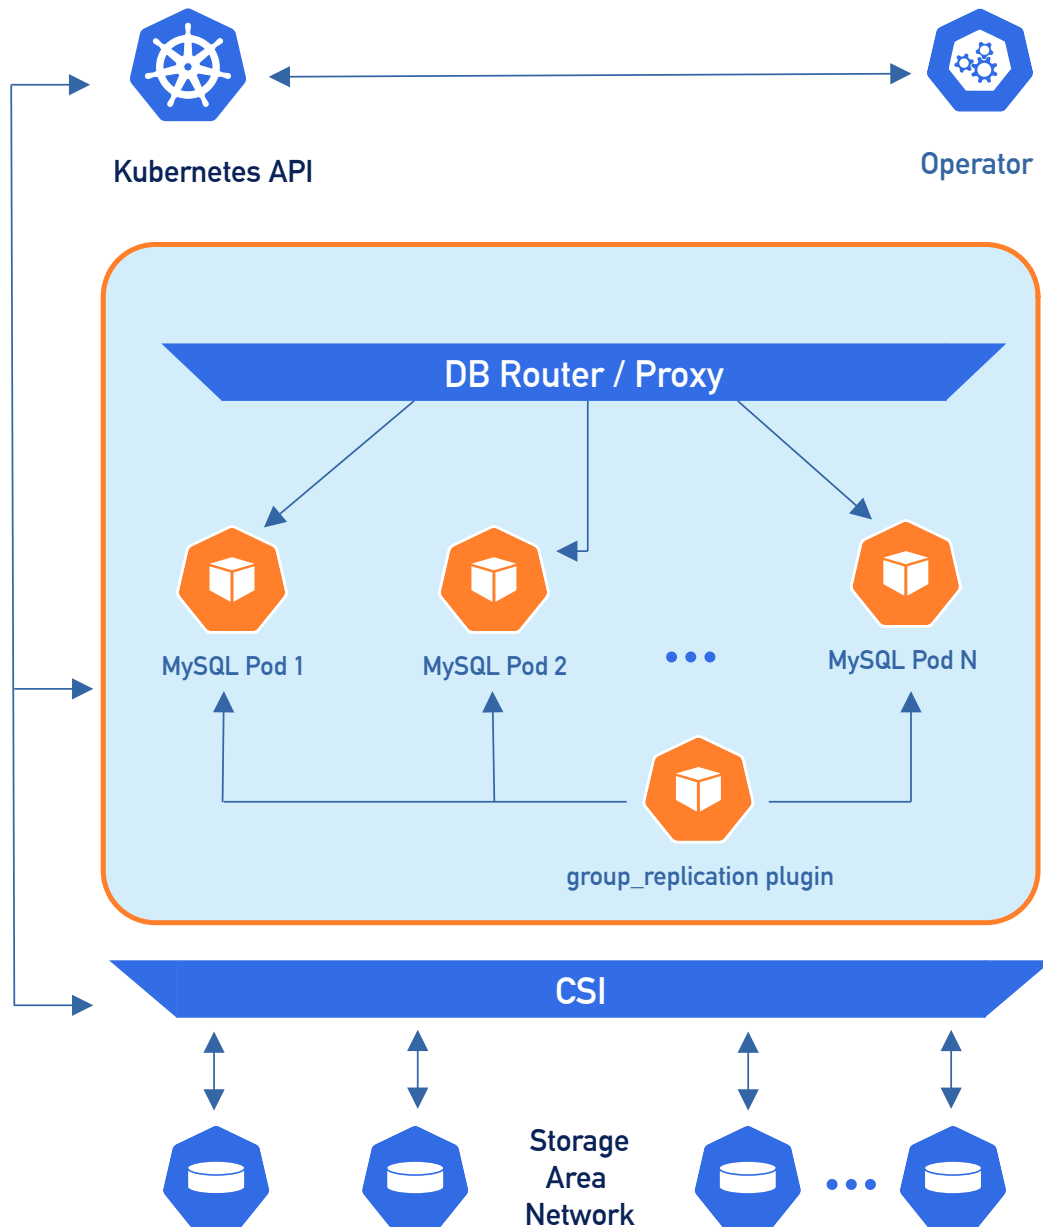 Kubernetes API
Operator
DB Router / Proxy
MySQL Pod 1
MySQL Pod 2
MySQL Pod N
group_replication plugin
CSI
Storage
Area
Network